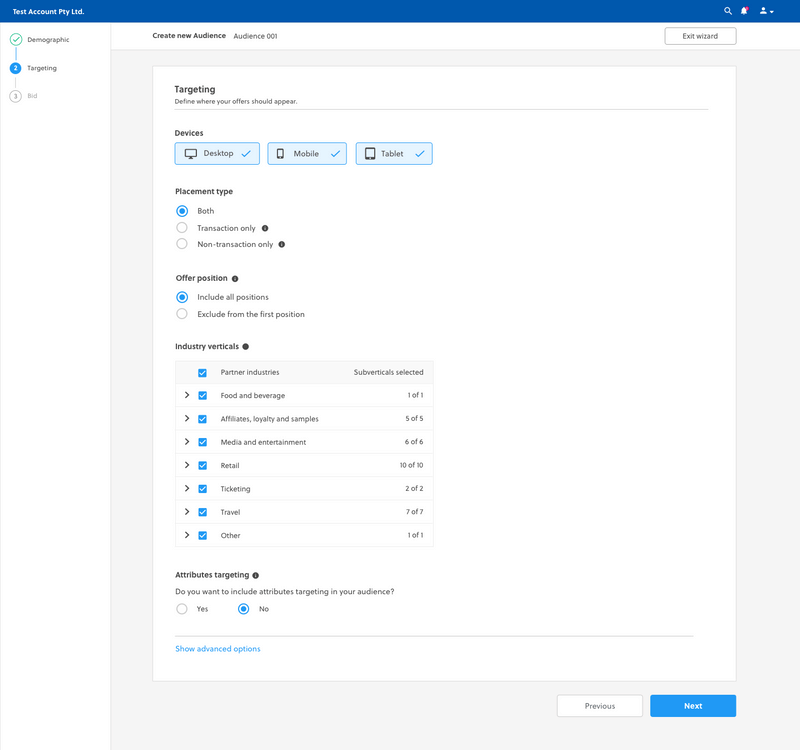 Test Account Pty Ltd.
Demographic
2 Targeting
3 Bid
Create new Audience Audience 001
Exit wizard
Targeting
Define where your offers should appear.
Devices
Desktop Mobile Tablet
Placement type
Both
Transaction only
Non-transaction only
Offer position
Include all positions
Exclude from the first position
Industry verticals
Partner industries Subverticals selected
Food and beverage 1 of 1
Affiliates, loyalty and samples 5 of 5
Media and entertainment 6 of 6
Retail 10 of 10
Ticketing 2 of 2
Travel 7 of 7
Other 1 of 1
Attributes targeting
Do you want to include attributes targeting in your audience?
Yes No
Show advanced options
Previous Next